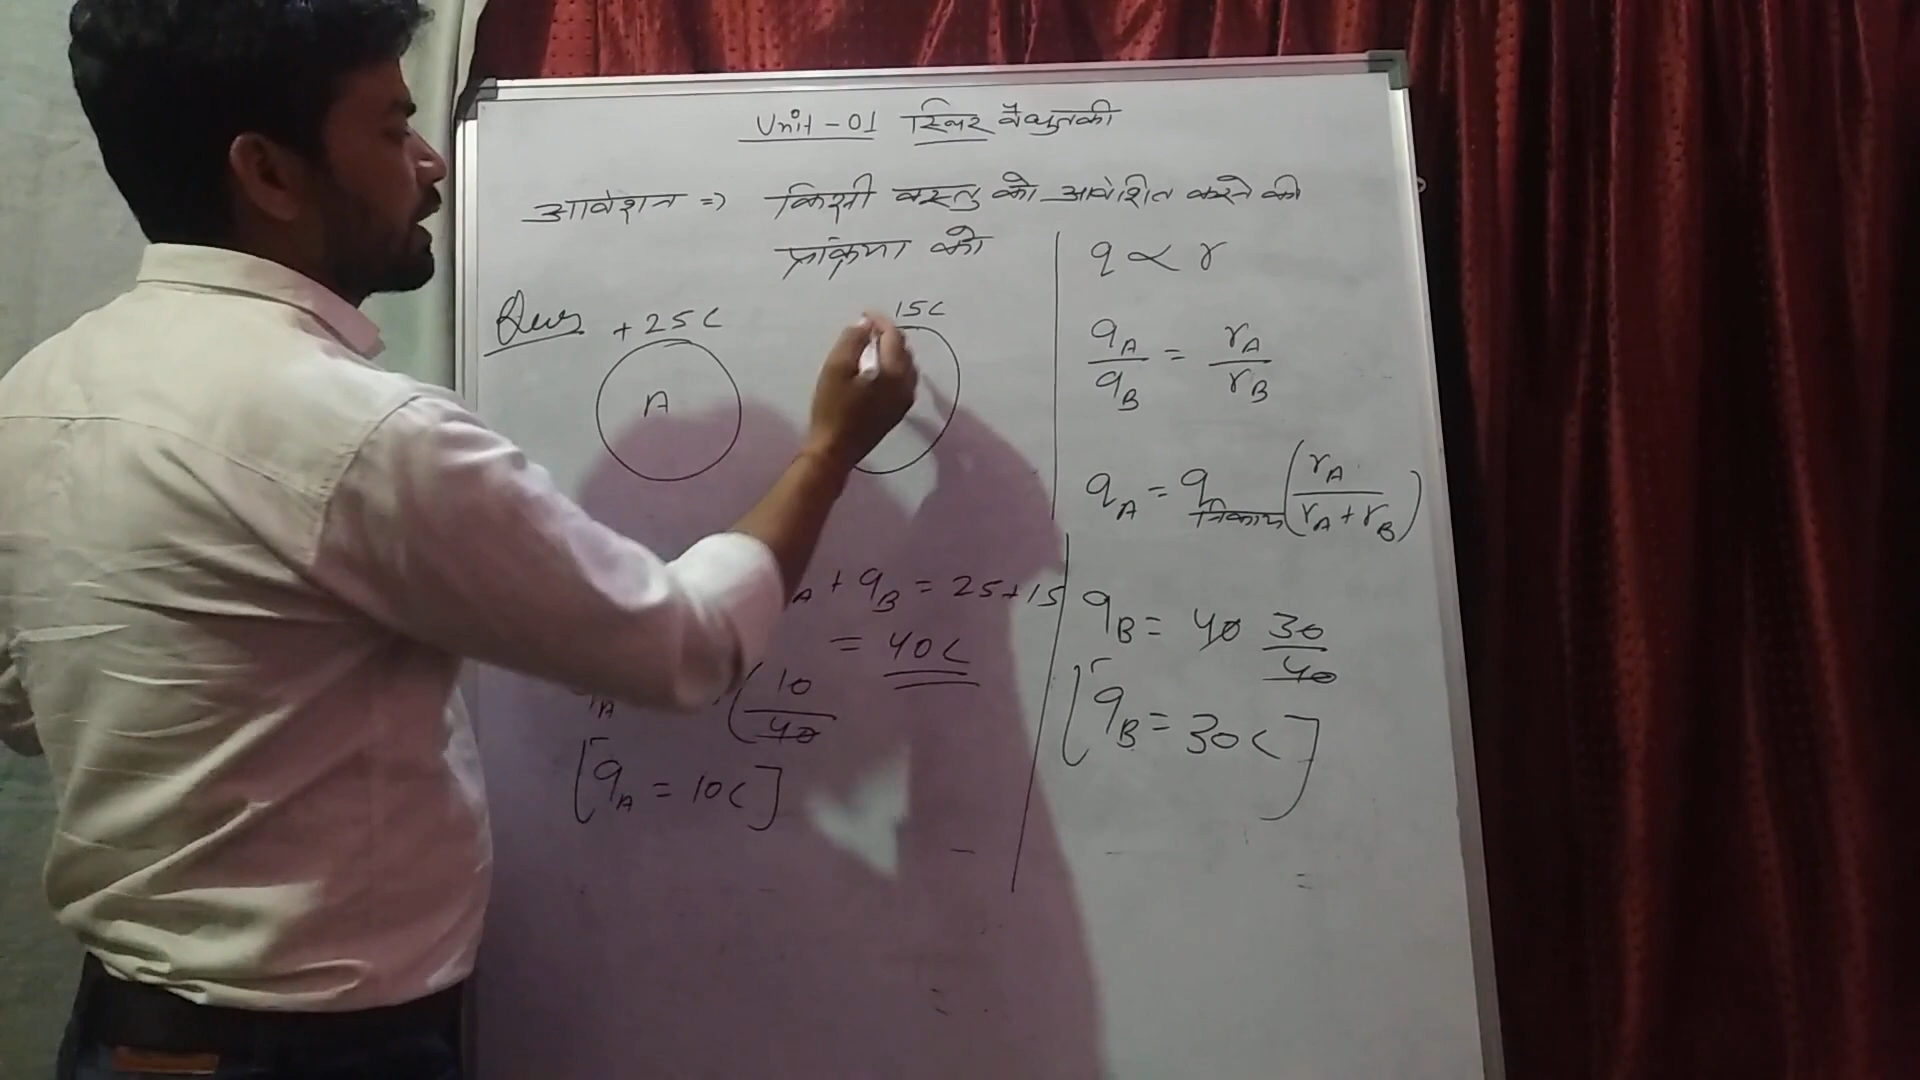 Unit - 01 स्थिर वैद्युतकी
आवेशन => किसी वस्तु को आवेशित करने की
प्रक्रिया को
Ques +25C 15C
A
A + qB = 25+15
= 40C
qA (10/40
[qA = 10C]
q ∝ r
qA/qB = rA/rB
qA = q निकाय (rA/(rA + rB))
qB = 40 30/40
[qB = 30C]